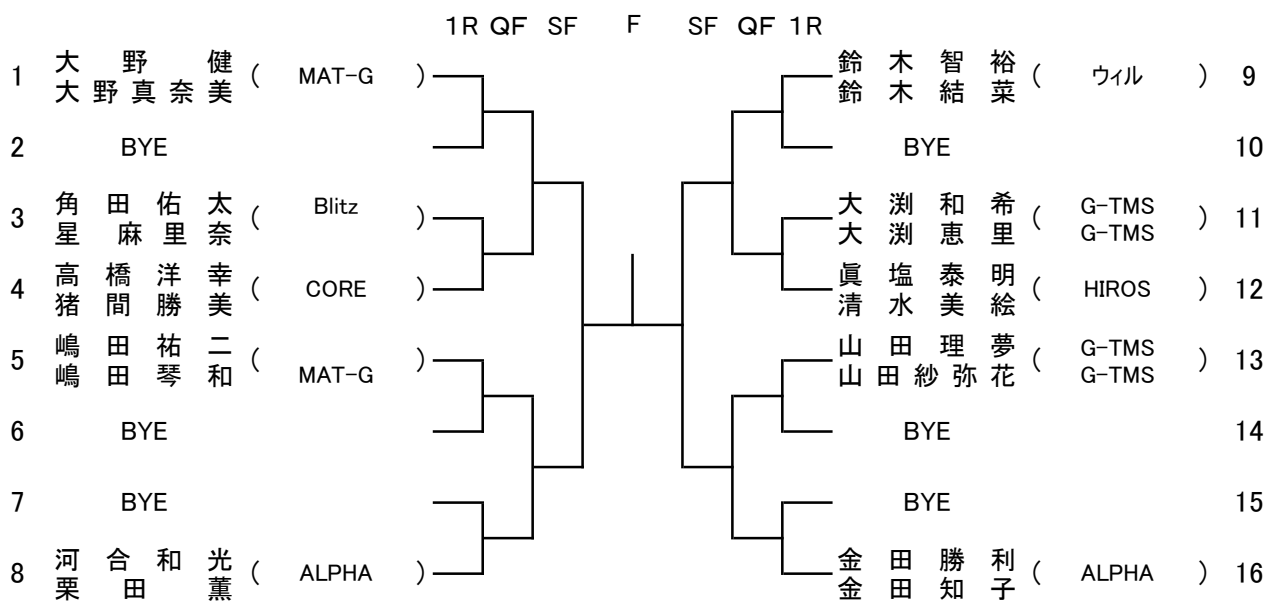 1R QF SF F SF QF 1R
大野健
1 ( MAT-G )
大野真奈美
鈴木智裕
( ウィル ) 9
鈴木結菜
2 BYE
BYE 10
角田佑太
3 ( Blitz )
星麻里奈
大渕和希 G-TMS
( ) 11
大渕恵里 G-TMS
高橋洋幸
4 ( CORE )
猪間勝美
眞塩泰明
( HIROS ) 12
清水美絵
嶋田祐二
5 ( MAT-G )
嶋田琴和
山田理夢 G-TMS
( ) 13
山田紗弥花 G-TMS
6 BYE
BYE 14
7 BYE
BYE 15
河合和光
8 ( ALPHA )
栗田薫
金田勝利
( ALPHA ) 16
金田知子